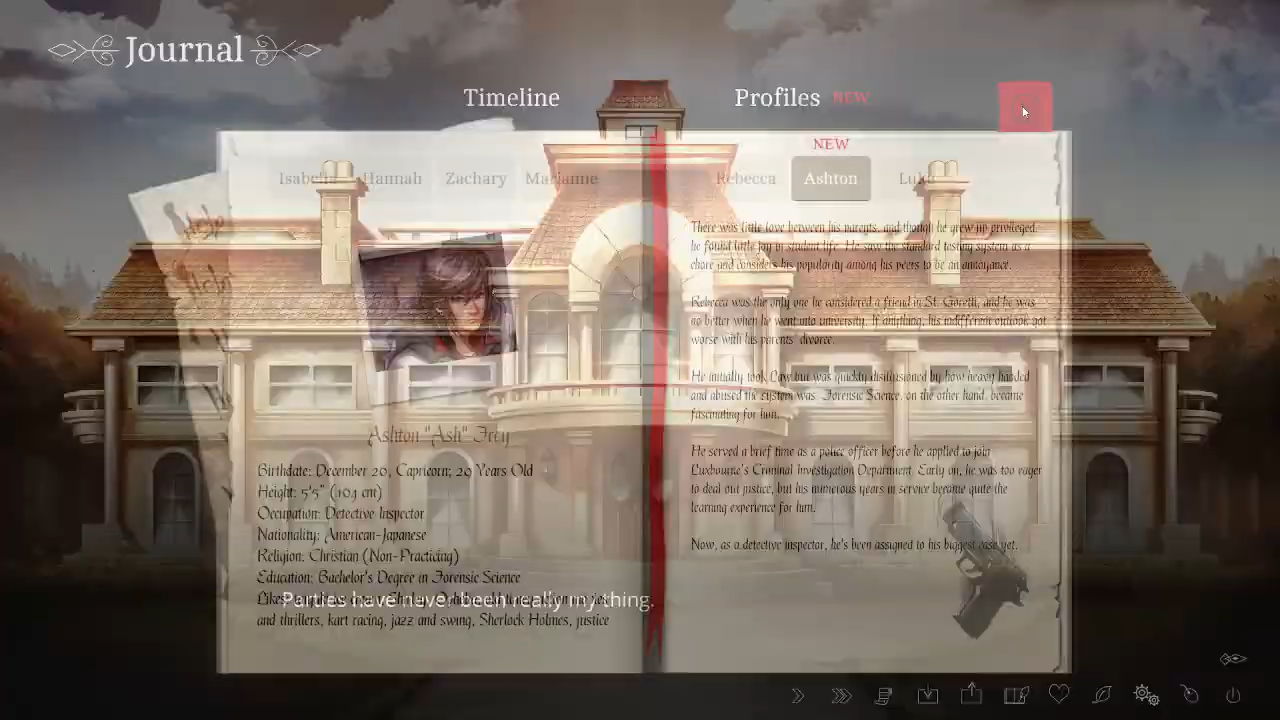 Journal
Timeline
Profiles NEW
NEW
Isabella Hannah Zachary Marianne
Rebecca Ashton Luke
Ashton "Ash" Frey
Birthdate: December 20, Capricorn;
Height: 5'5"
Occupation: Detective Inspector
Nationality: American-Japanese
Religion: Christian (Non-Practicing)
Education: Bachelor's Degree in Forensic Science
Likes:
and thrillers, kart racing, jazz and swing, Sherlock Holmes, justice
There was little love between his parents, and though he grew up privileged,
he found little joy in student life. He saw the standard testing system as a
chore and considers his popularity among his peers to be an annoyance.
Rebecca was the only one he considered a friend in St. Goretti, and he was
no better when he went into university. If anything, his indifferent outlook got
worse with his parents' divorce.
He initially took Law but was quickly disillusioned by how heavy handed
and abused the system was. Forensic Science, on the other hand, became
fascinating for him.
He served a brief time as a police officer before he applied to join
Luxbourne's Criminal Investigation Department. Early on, he was too eager
to deal out justice, but his numerous years in service became quite the
learning experience for him.
Now, as a detective inspector, he's been assigned to his biggest case yet.
Parties have never been really my thing.